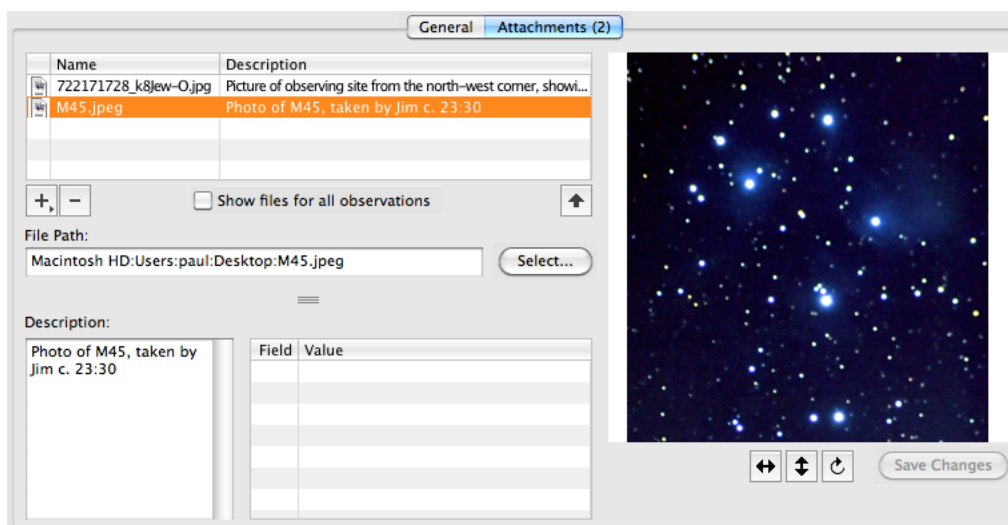 General Attachments (2)
Name Description
722171728_k8Jew-O.jpg Picture of observing site from the north-west corner, showi...
M45.jpeg Photo of M45, taken by Jim c. 23:30
Show files for all observations
File Path:
Macintosh HD:Users:paul:Desktop:M45.jpeg
Select...
Description:
Photo of M45, taken by
Jim c. 23:30
Field Value
Save Changes